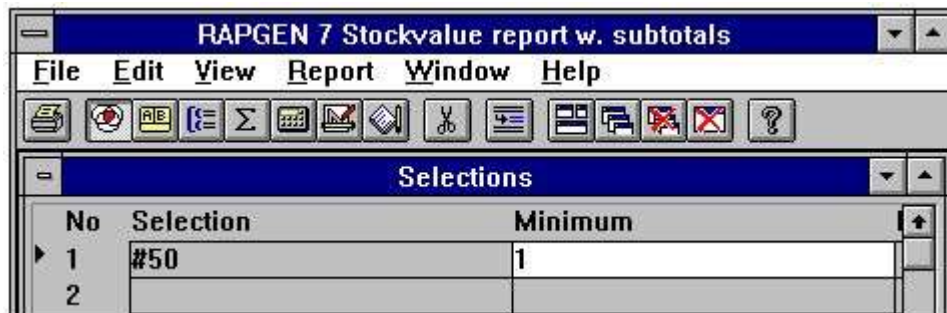 RAPGEN 7 Stockvalue report w. subtotals
File Edit View Report Window Help
Selections
No Selection Minimum
1 #50 1
2